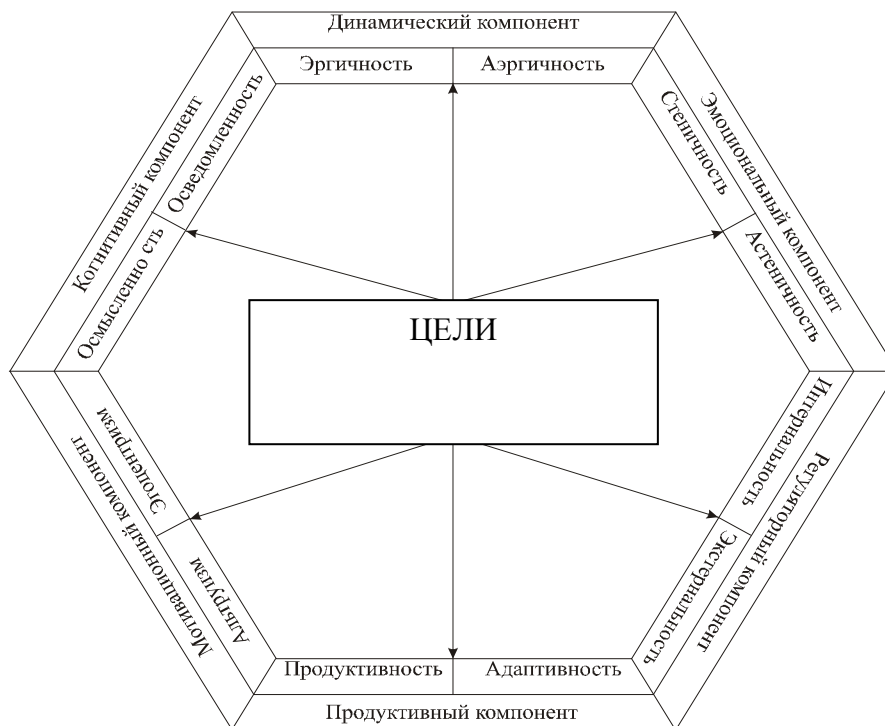 Динамический компонент
Эргичность
Аэргичность
Когнитивный компонент
Осведомленность
Осмысленно сть
Эмоциональный компонент
Стеничность
Астеничность
ЦЕЛИ
Эгоцентризм
Альтруизм
Мотивационный компонент
Интернальность
Экстернальность
Регуляторный компонент
Продуктивность
Адаптивность
Продуктивный компонент